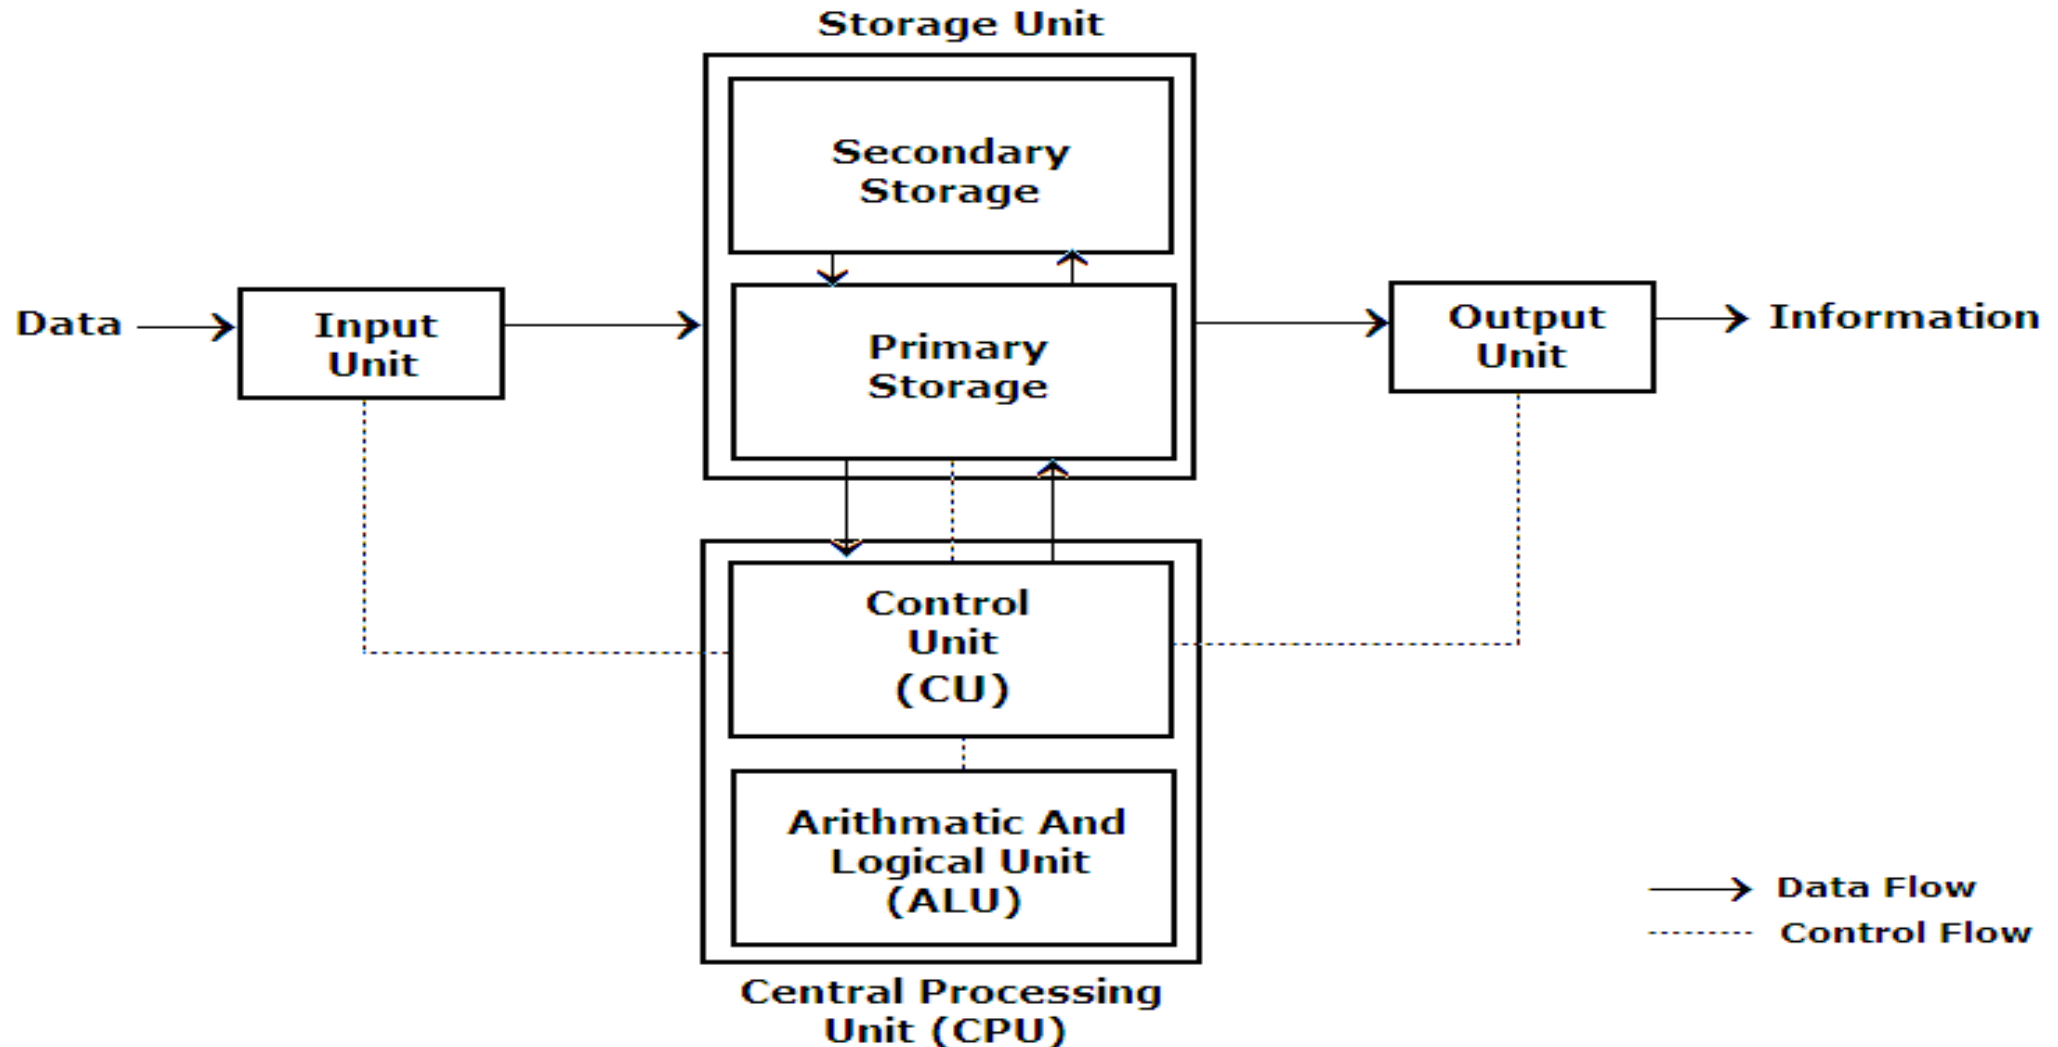 Storage Unit
Secondary
Storage
Data
Input
Unit
Primary
Storage
Output
Unit
Information
Control
Unit
(CU)
Arithmatic And
Logical Unit
(ALU)
Data Flow
Control Flow
Central Processing
Unit (CPU)